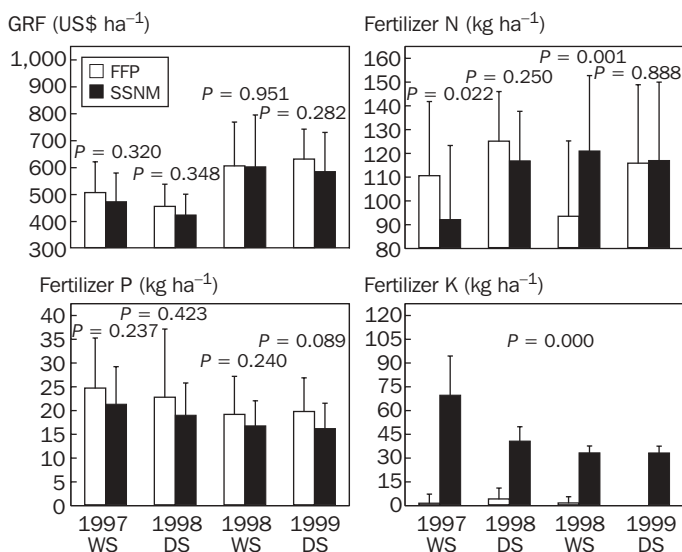 GRF (US$ ha⁻¹)
1,000
900
800
700
600
500
400
300
FFP
SSNM
P = 0.320
P = 0.348
P = 0.951
P = 0.282
Fertilizer N (kg ha⁻¹)
160
150
140
130
120
110
100
90
80
P = 0.022
P = 0.250
P = 0.001
P = 0.888
Fertilizer P (kg ha⁻¹)
40
35
30
25
20
15
10
5
0
P = 0.237
P = 0.423
P = 0.240
P = 0.089
1997 WS
1998 DS
1998 WS
1999 DS
Fertilizer K (kg ha⁻¹)
120
105
90
75
60
45
30
15
0
P = 0.000
1997 WS
1998 DS
1998 WS
1999 DS